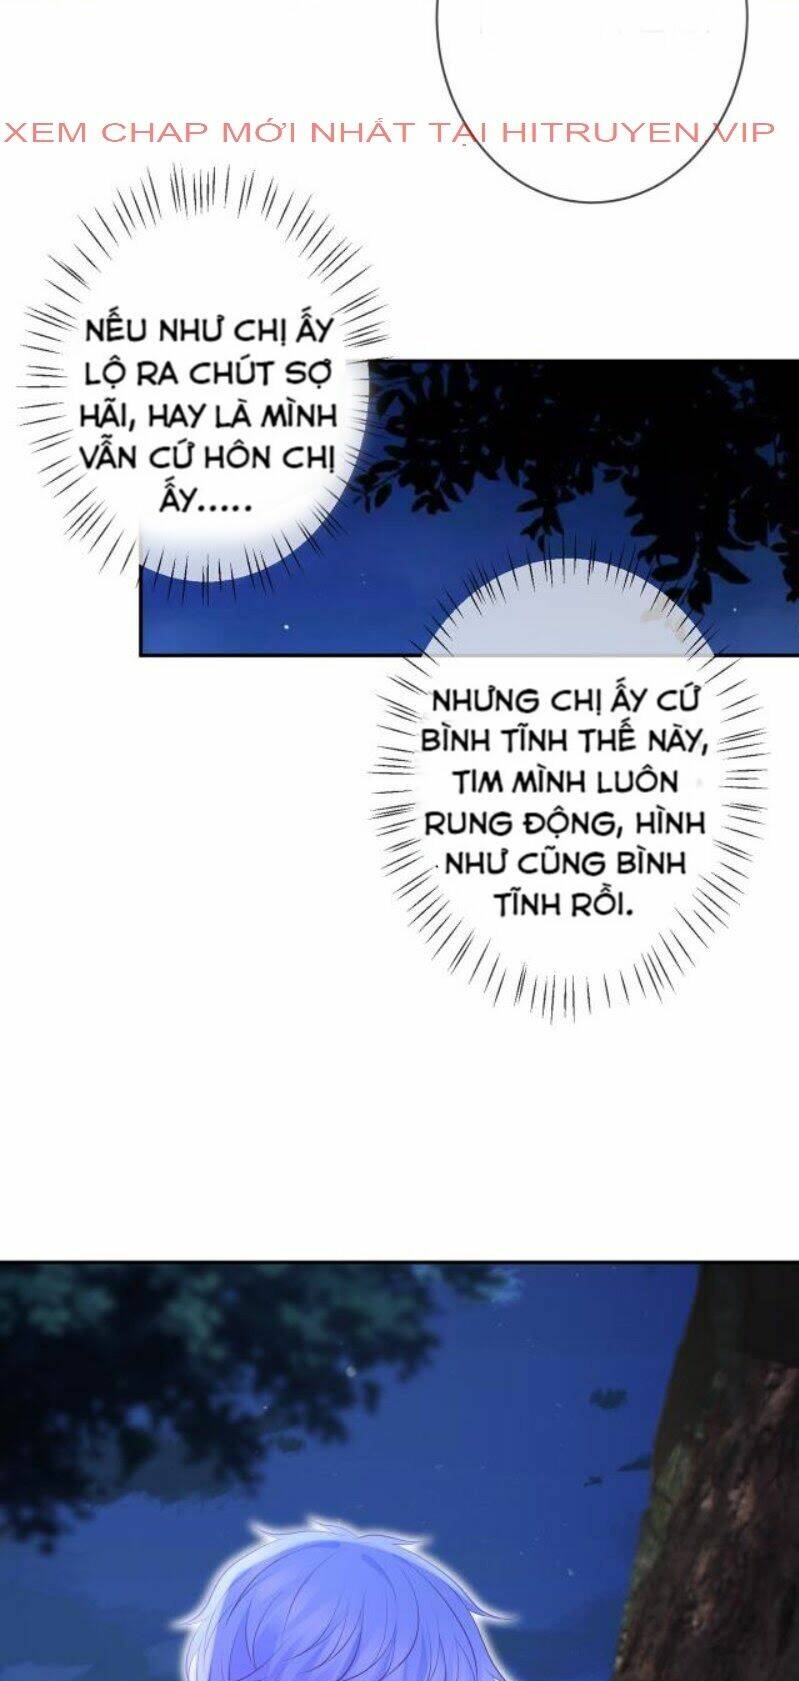 XEM CHAP MỚI NHẤT TẠI HITRUYEN VIP
NẾU NHƯ CHỊ ẤY
LỘ RA CHÚT SỢ
HÃI, HAY LÀ MÌNH
VẪN CỨ HÔN CHỊ
ẤY.....
NHƯNG CHỊ ẤY CỨ
BÌNH TĨNH THẾ NÀY,
TIM MÌNH LUÔN
RUNG ĐỘNG, HÌNH
NHƯ CŨNG BÌNH
TĨNH RỒI.